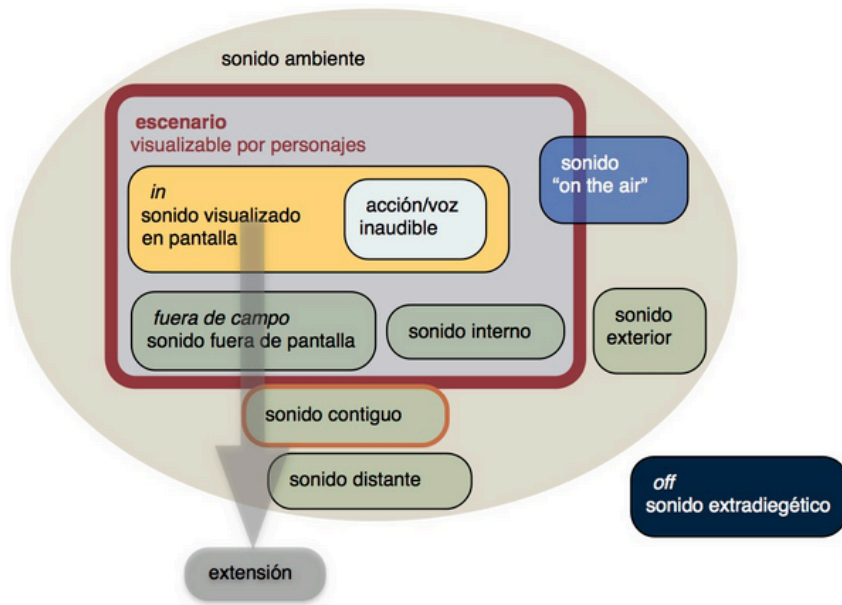 sonido ambiente
escenario
visualizable por personajes
in
sonido visualizado
en pantalla
acción/voz
inaudible
sonido
“on the air”
fuera de campo
sonido fuera de pantalla
sonido interno
sonido
exterior
sonido contiguo
sonido distante
off
sonido extradiegético
extensión